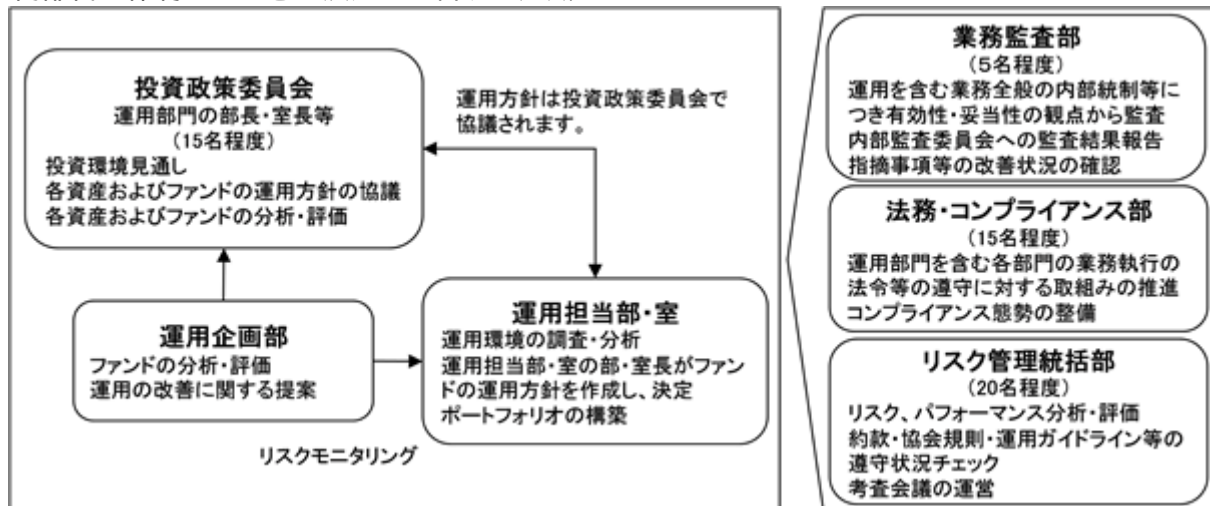 投資政策委員会
運用部門の部長・室長等
(15名程度)
投資環境見通し
各資産およびファンドの運用方針の協議
各資産およびファンドの分析・評価
運用方針は投資政策委員会で
協議されます。
運用企画部
ファンドの分析・評価
運用の改善に関する提案
運用担当部・室
運用環境の調査・分析
運用担当部・室の部・室長がファン
ドの運用方針を作成し、決定
ポートフォリオの構築
リスクモニタリング
業務監査部
(5名程度)
運用を含む業務全般の内部統制等に
つき有効性・妥当性の観点から監査
内部監査委員会への監査結果報告
指摘事項等の改善状況の確認
法務・コンプライアンス部
(15名程度)
運用部門を含む各部門の業務執行の
法令等の遵守に対する取組みの推進
コンプライアンス態勢の整備
リスク管理統括部
(20名程度)
リスク、パフォーマンス分析・評価
約款・協会規則・運用ガイドライン等の
遵守状況チェック
考査会議の運営